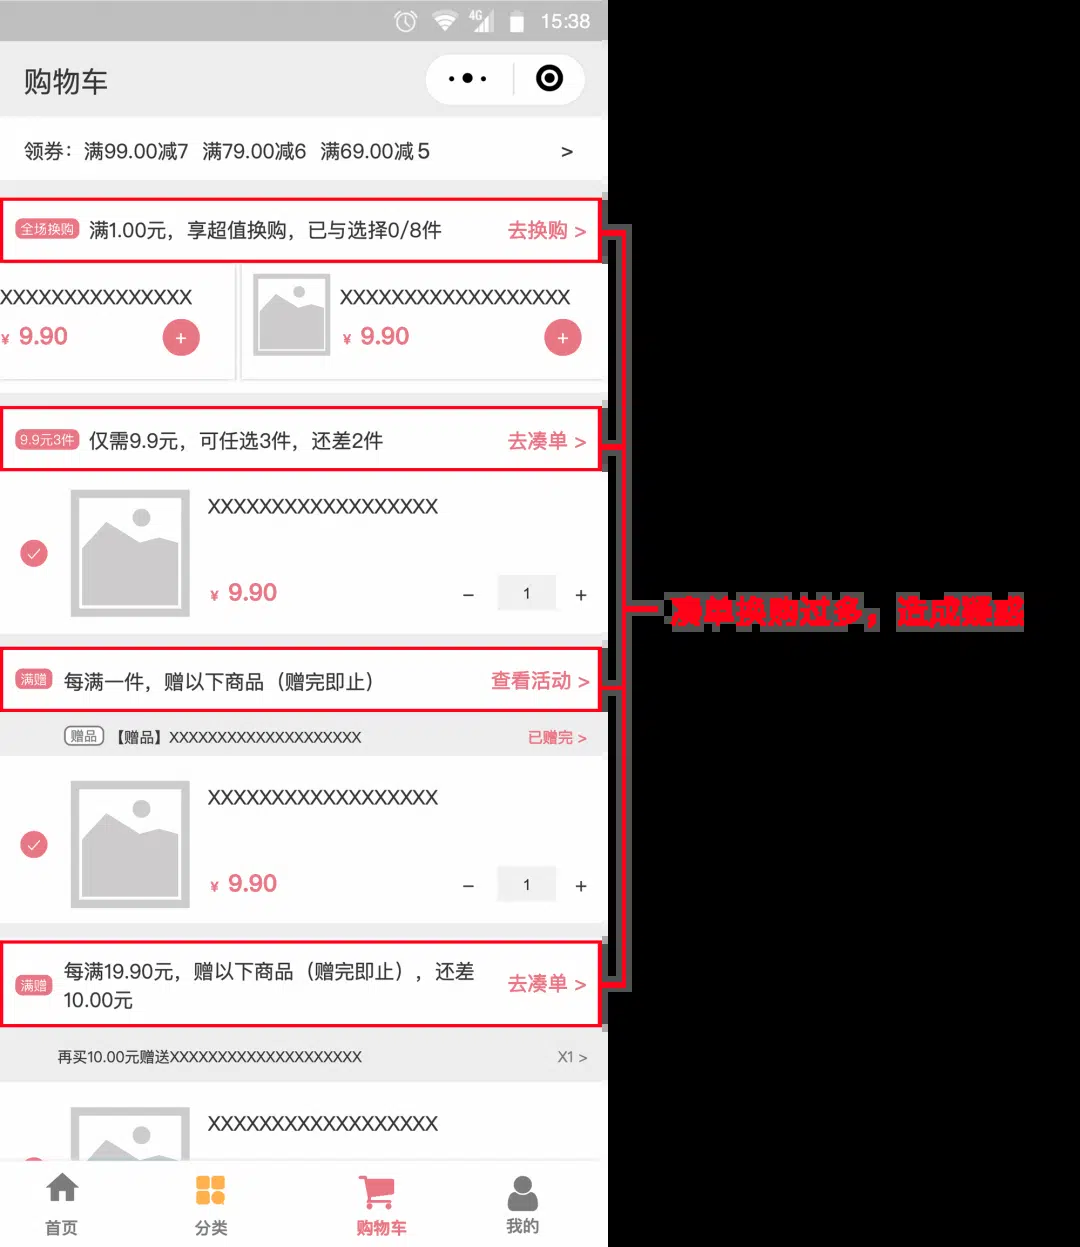 4G 15:38
购物车
领券：满99.00减7 满79.00减6 满69.00减5 >
全场换购 满1.00元，享超值换购，已与选择0/8件 去换购 >
XXXXXXXXXXXXXXX XXXXXXXXXXXXXXXXXX
¥ 9.90 + ¥ 9.90 +
9.9元3件 仅需9.9元，可任选3件，还差2件 去凑单 >
XXXXXXXXXXXXXXXXXX
¥ 9.90 − 1 +
凑单换购过多，造成疑惑
满赠 每满一件，赠以下商品（赠完即止） 查看活动 >
赠品 【赠品】XXXXXXXXXXXXXXXXXXXX 已赠完 >
XXXXXXXXXXXXXXXXXX
¥ 9.90 − 1 +
满赠 每满19.90元，赠以下商品（赠完即止），还差 去凑单 >
10.00元
再买10.00元赠送XXXXXXXXXXXXXXXXXXXX X1 >
XXXXXXXXXXXXXXXXXX
首页 分类 购物车 我的